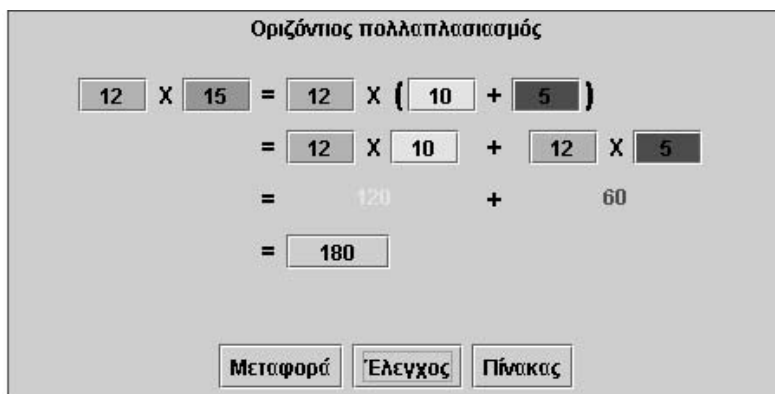 Οριζόντιος πολλαπλασιασμός
12 X 15 = 12 X ( 10 + 5 )
= 12 X 10 + 12 X 5
= 120 + 60
= 180
Μεταφορά Έλεγχος Πίνακας